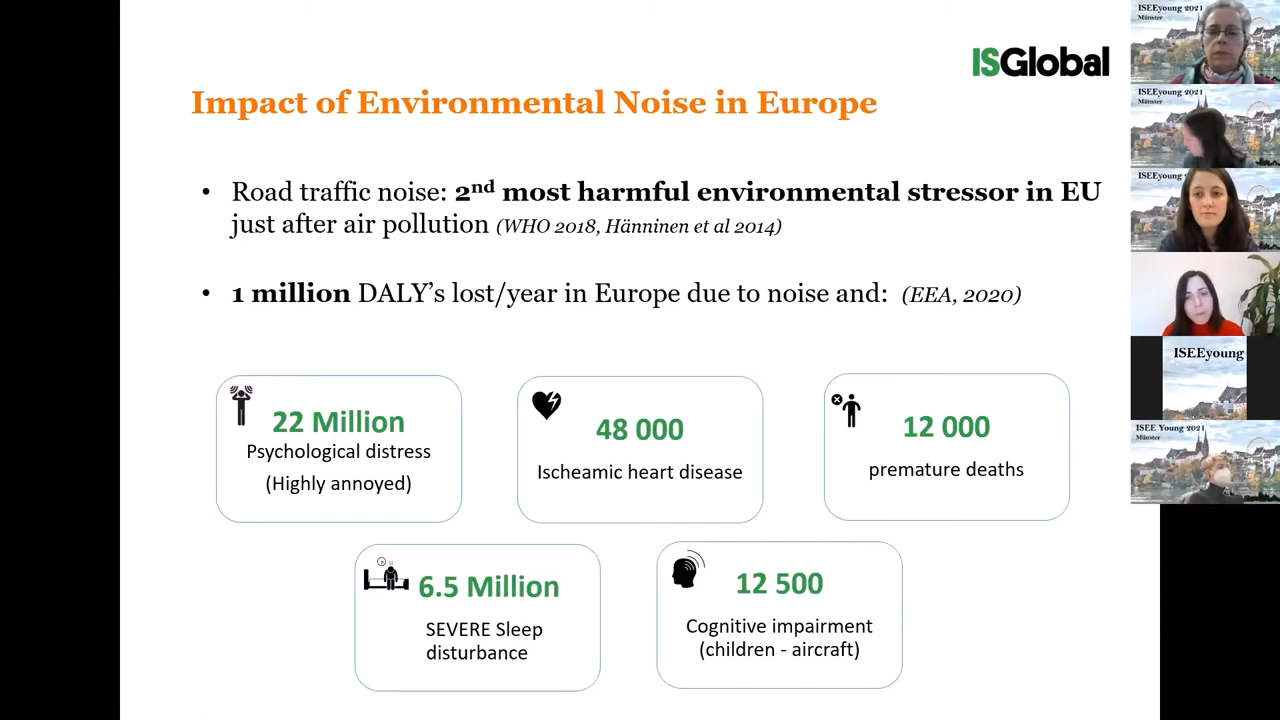 ISGlobal
Impact of Environmental Noise in Europe
• Road traffic noise: 2nd most harmful environmental stressor in EU
just after air pollution (WHO 2018, Hänninen et al 2014)
• 1 million DALY's lost/year in Europe due to noise and: (EEA, 2020)
22 Million
Psychological distress
(Highly annoyed)
48 000
Ischeamic heart disease
12 000
premature deaths
6.5 Million
SEVERE Sleep
disturbance
12 500
Cognitive impairment
(children - aircraft)
ISEEyoung 2021
Münster
ISEEyoung 2021
Münster
ISEEyoung 2021
Münster
ISEEyoung
ISEE Young 2021
Münster